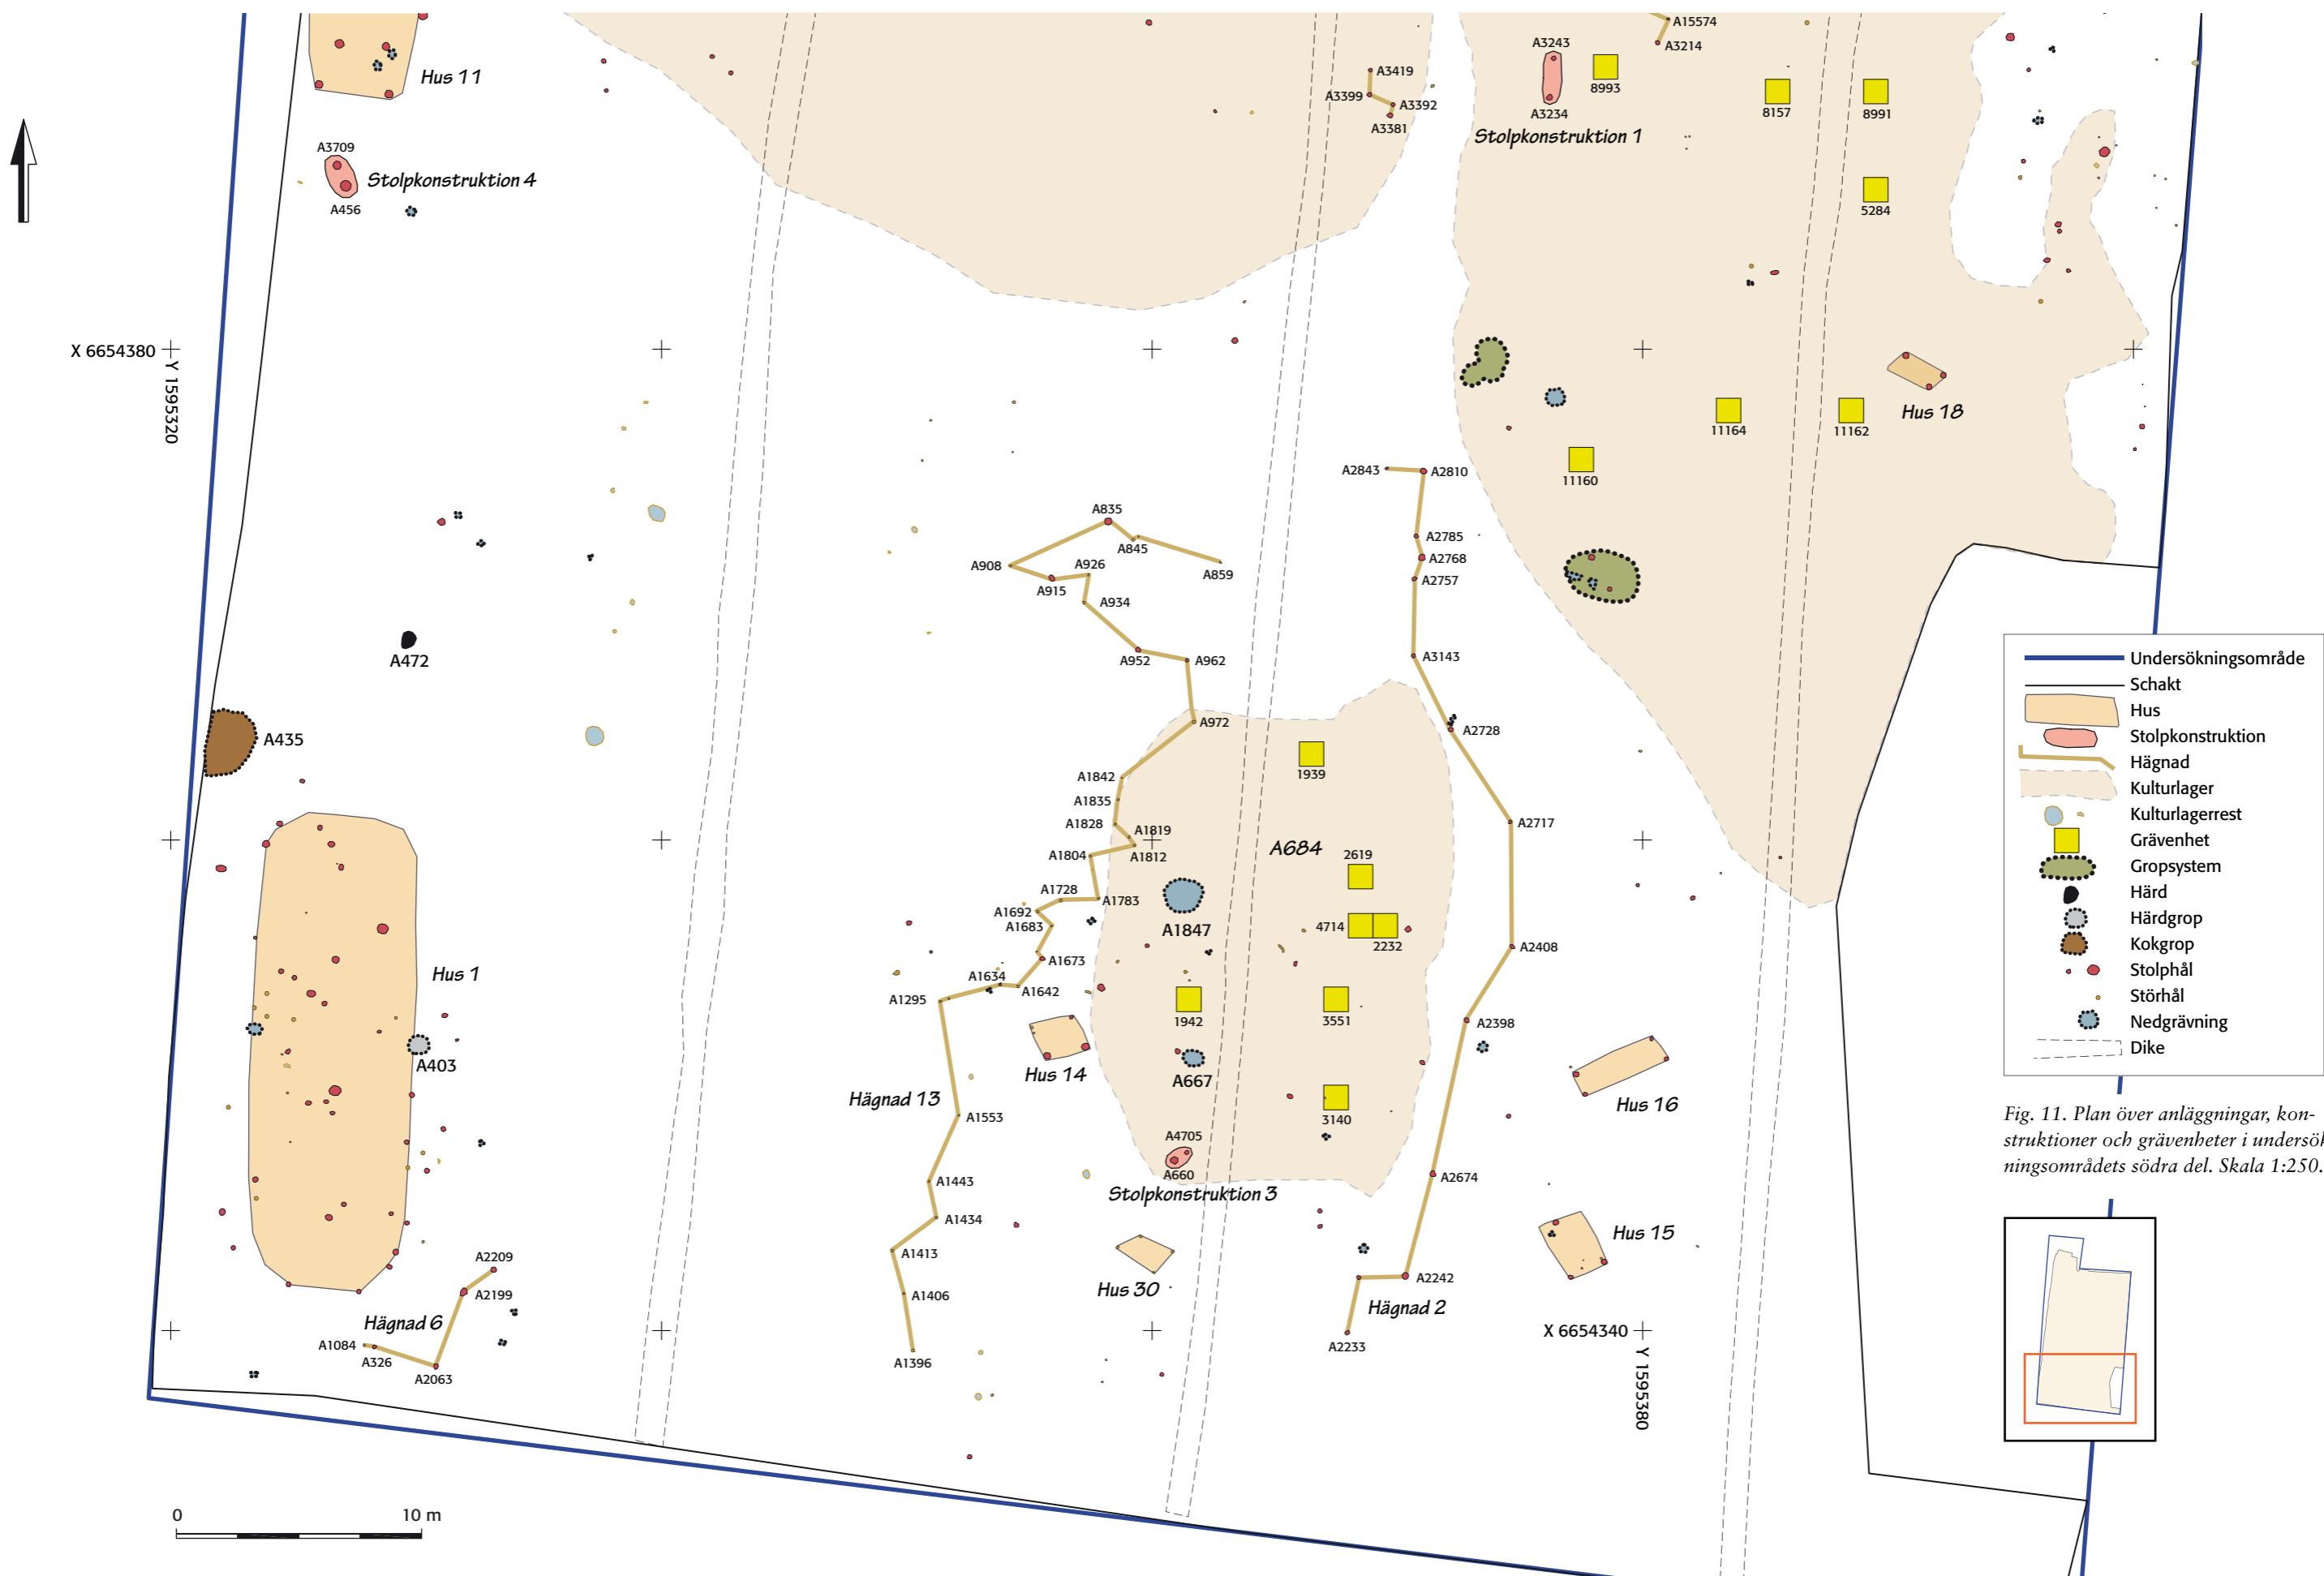 A15574
A3214
A3243
8993
A3234
Stolpkonstruktion 1
8157
8991
5284
A3419
A3399
A3392
A3381
Hus 11
A3709
Stolpkonstruktion 4
A456
X 6654380
Y 1595320
Hus 18
11164
11162
11160
A2843
A2810
A2785
A2768
A2757
A3143
A2728
A2717
A2408
A2398
A2674
A2242
Hägnad 2
A2233
A835
A845
A859
A908
A926
A915
A934
A952
A962
A972
A1842
A1835
A1828
A1819
A1812
A1804
A1783
A1728
A1692
A1683
A1673
A1634
A1642
A1295
Hägnad 13
A1553
A1443
A1434
A1413
A1406
A1396
A472
A435
Hus 1
A403
A2209
A2199
Hägnad 6
A1084
A326
A2063
1939
A684
2619
4714
2232
A1847
1942
3551
A667
3140
A4705
A660
Stolpkonstruktion 3
Hus 14
Hus 30
Hus 16
Hus 15
X 6654340
Y 1595380
0 10 m
Undersökningsområde
Schakt
Hus
Stolpkonstruktion
Hägnad
Kulturlager
Kulturlagerrest
Grävenhet
Gropsystem
Härd
Härdgrop
Kokgrop
Stolphål
Störhål
Nedgrävning
Dike
Fig. 11. Plan över anläggningar, kon-
struktioner och grävenheter i undersök
ningsområdets södra del. Skala 1:250.